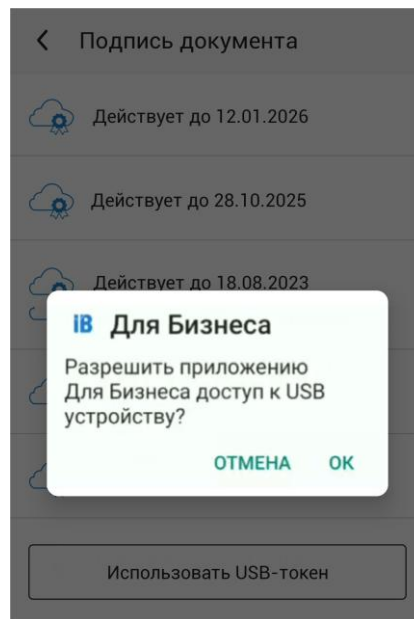 Подпись документа
Действует до 12.01.2026
Действует до 28.10.2025
Действует до 18.08.2023
iB Для Бизнеса
Разрешить приложению
Для Бизнеса доступ к USB
устройству?
ОТМЕНА ОК
Использовать USB-токен